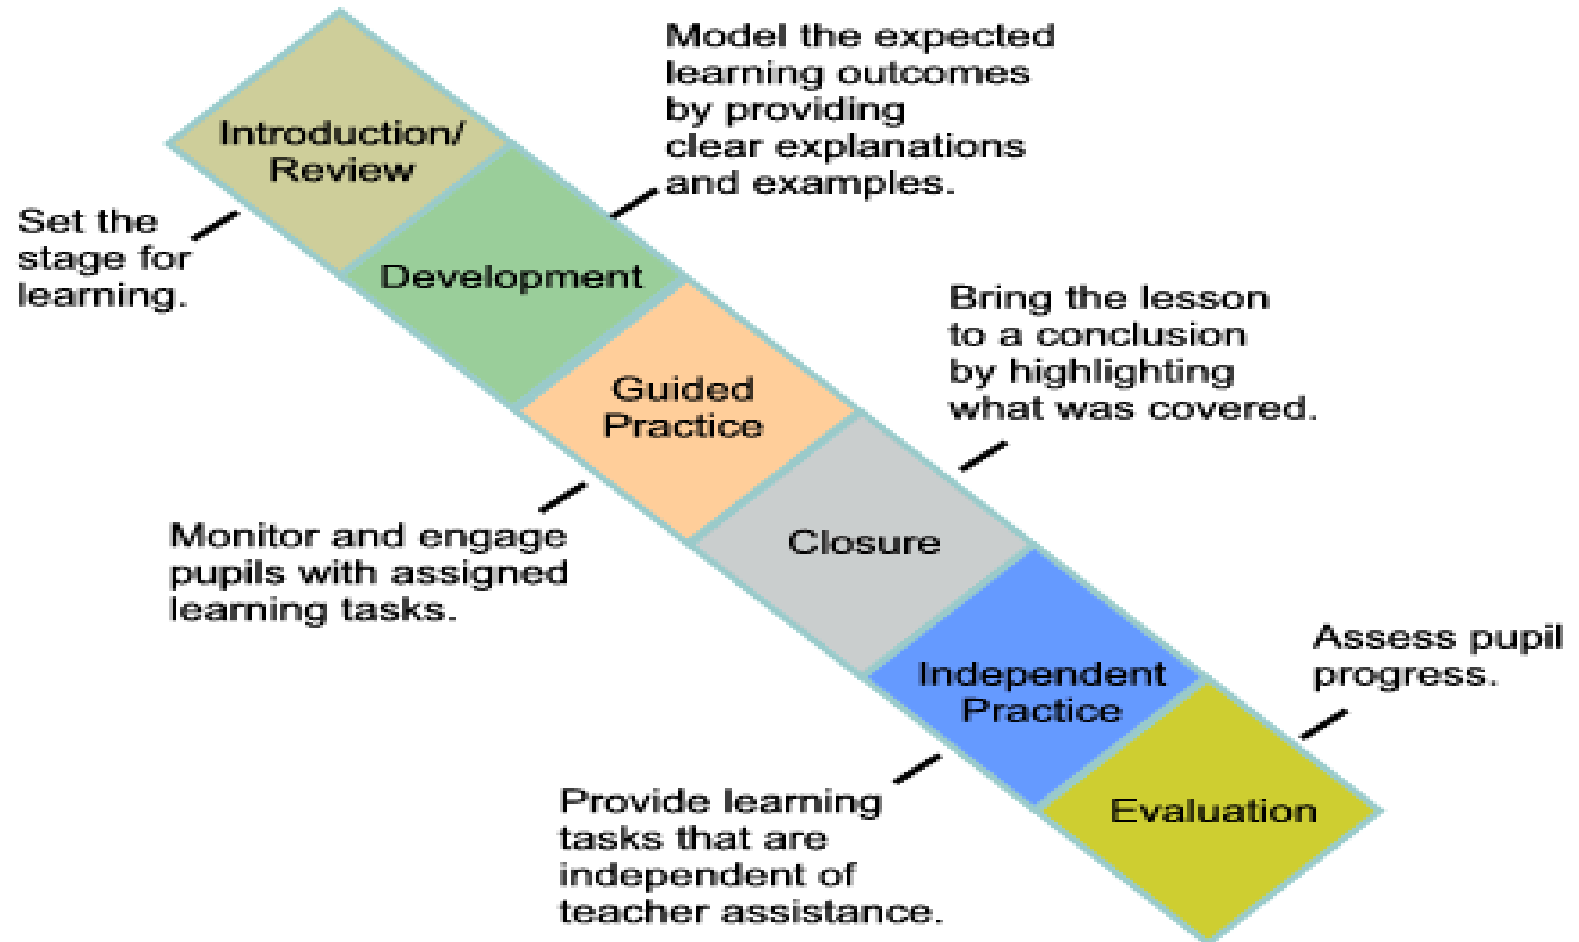 Introduction/
Review
Set the
stage for
learning.
Development
Model the expected
learning outcomes
by providing
clear explanations
and examples.
Guided
Practice
Monitor and engage
pupils with assigned
learning tasks.
Closure
Bring the lesson
to a conclusion
by highlighting
what was covered.
Independent
Practice
Provide learning
tasks that are
independent of
teacher assistance.
Evaluation
Assess pupil
progress.